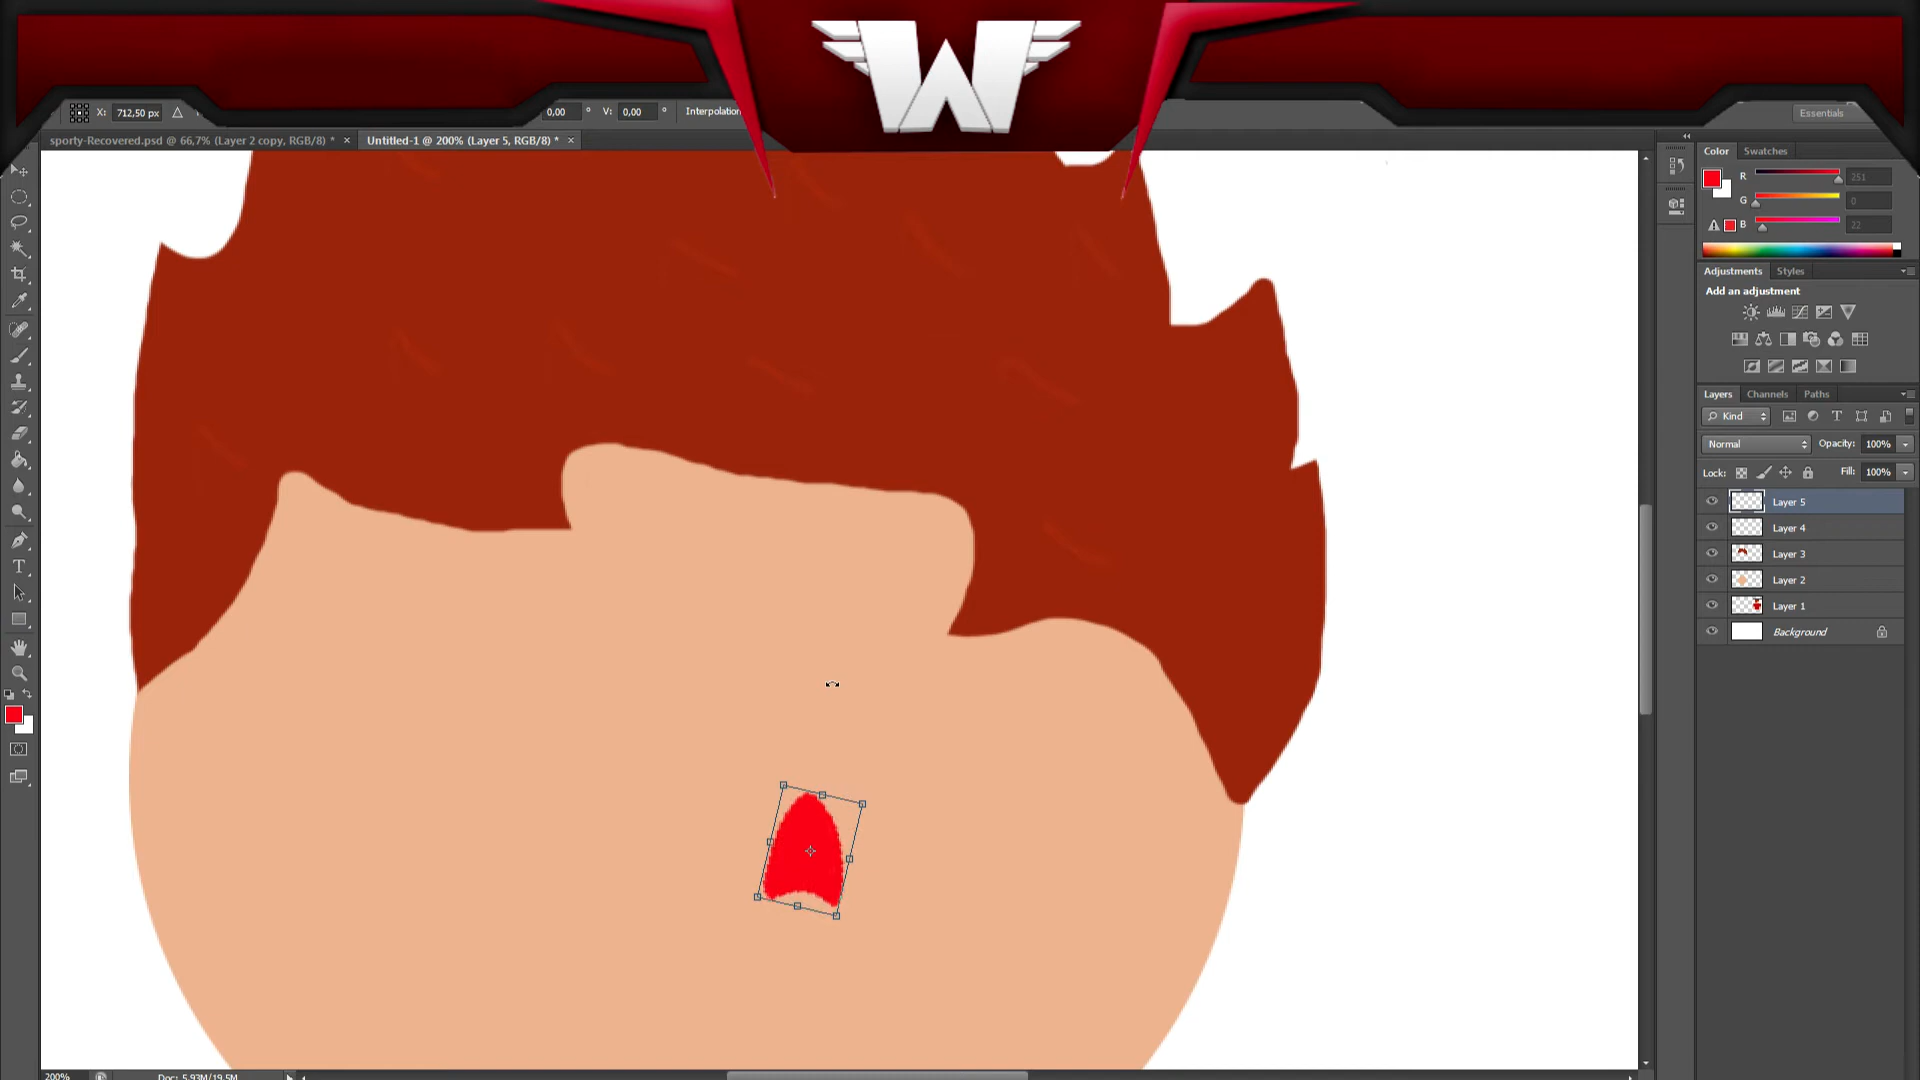 W
X: 712,50 px
0,00 ° V: 0,00 ° Interpolation
Essentials
sporty-Recovered.psd @ 66,7% (Layer 2 copy, RGB/8) * ×
Untitled-1 @ 200% (Layer 5, RGB/8) * ×
Color Swatches
R 251
G 0
B 22
Adjustments Styles
Add an adjustment
Layers Channels Paths
Kind
Normal Opacity: 100%
Lock: Fill: 100%
Layer 5
Layer 4
Layer 3
Layer 2
Layer 1
Background
200% Doc: 5,93M/19,5M